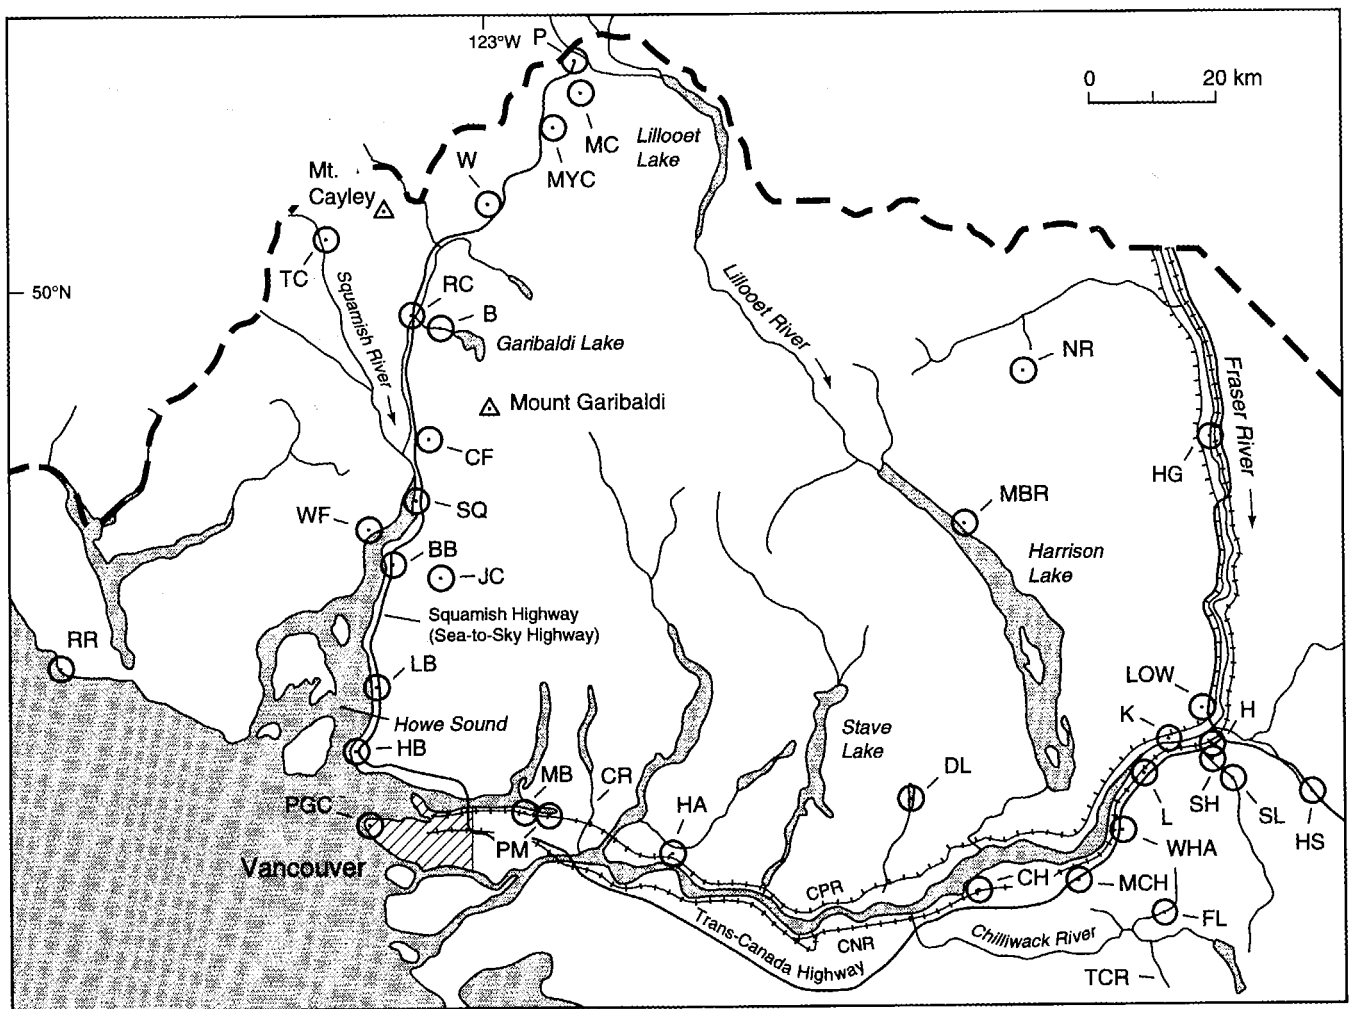 123°W
P
0 20 km
MC
Lillooet
Lake
W
MYC
Mt.
Cayley
TC
50°N
Squamish River
RC
B
Garibaldi Lake
Lillooet River
NR
Mount Garibaldi
Fraser River
CF
HG
SQ
WF
MBR
BB
JC
Harrison
Lake
Squamish Highway
(Sea-to-Sky Highway)
RR
LB
LOW
K
H
Howe Sound
HB
Stave
Lake
MB
CR
DL
PGC
HA
L
SH
SL
HS
PM
WHA
Vancouver
CPR
CH
MCH
FL
Trans-Canada Highway
CNR
Chilliwack River
TCR